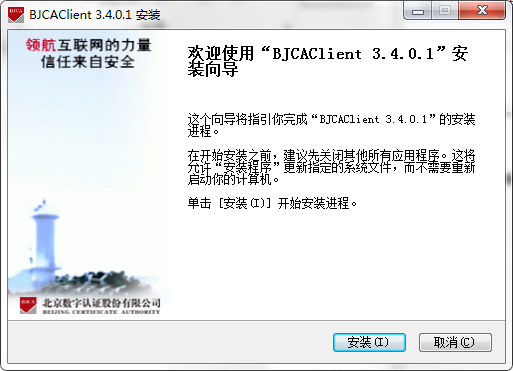 BJCAClient 3.4.0.1 安装
领航互联网的力量
信任来自安全
欢迎使用“BJCAClient 3.4.0.1”安
装向导
这个向导将指引你完成“BJCAClient 3.4.0.1”的安装
进程。
在开始安装之前，建议先关闭其他所有应用程序。这将
允许“安装程序”更新指定的系统文件，而不需要重新
启动你的计算机。
单击 [安装(I)] 开始安装进程。
BJCA 北京数字认证股份有限公司
BEIJING CERTIFICATE AUTHORITY
安装(I)
取消(C)